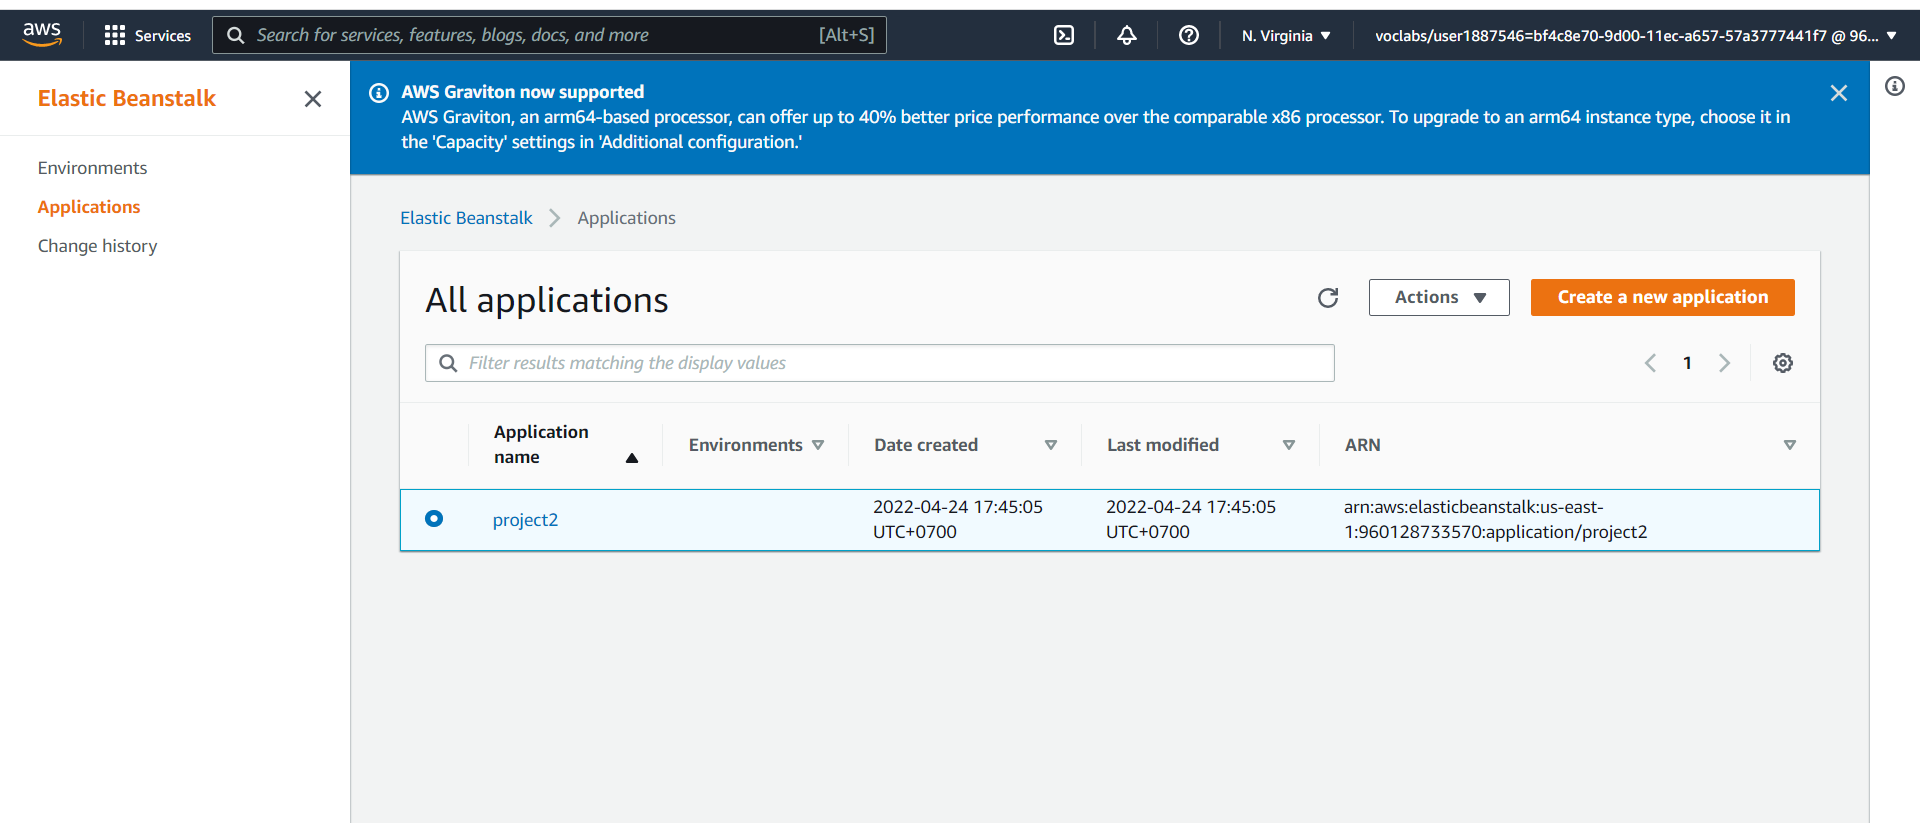 aws
Services
Search for services, features, blogs, docs, and more
[Alt+S]
N. Virginia
voclabs/user1887546=bf4c8e70-9d00-11ec-a657-57a3777441f7 @ 96...
Elastic Beanstalk
Environments
Applications
Change history
AWS Graviton now supported
AWS Graviton, an arm64-based processor, can offer up to 40% better price performance over the comparable x86 processor. To upgrade to an arm64 instance type, choose it in
the 'Capacity' settings in 'Additional configuration.'
Elastic Beanstalk
Applications
All applications
Actions
Create a new application
Filter results matching the display values
1
Application
name
Environments
Date created
Last modified
ARN
project2
2022-04-24 17:45:05
UTC+0700
2022-04-24 17:45:05
UTC+0700
arn:aws:elasticbeanstalk:us-east-
1:960128733570:application/project2